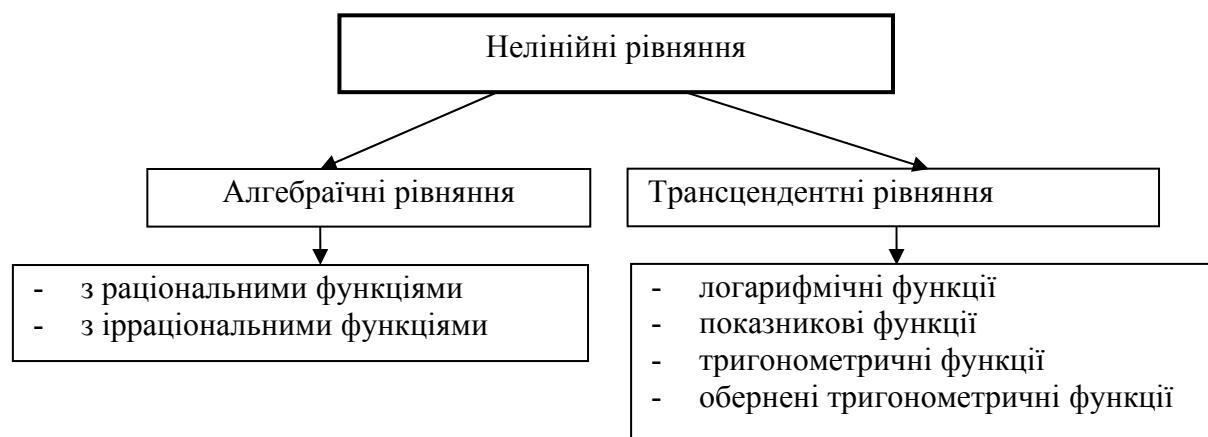 Нелінійні рівняння
Алгебраїчні рівняння
Трансцендентні рівняння
- з раціональними функціями
- з ірраціональними функціями
- логарифмічні функції
- показникові функції
- тригонометричні функції
- обернені тригонометричні функції